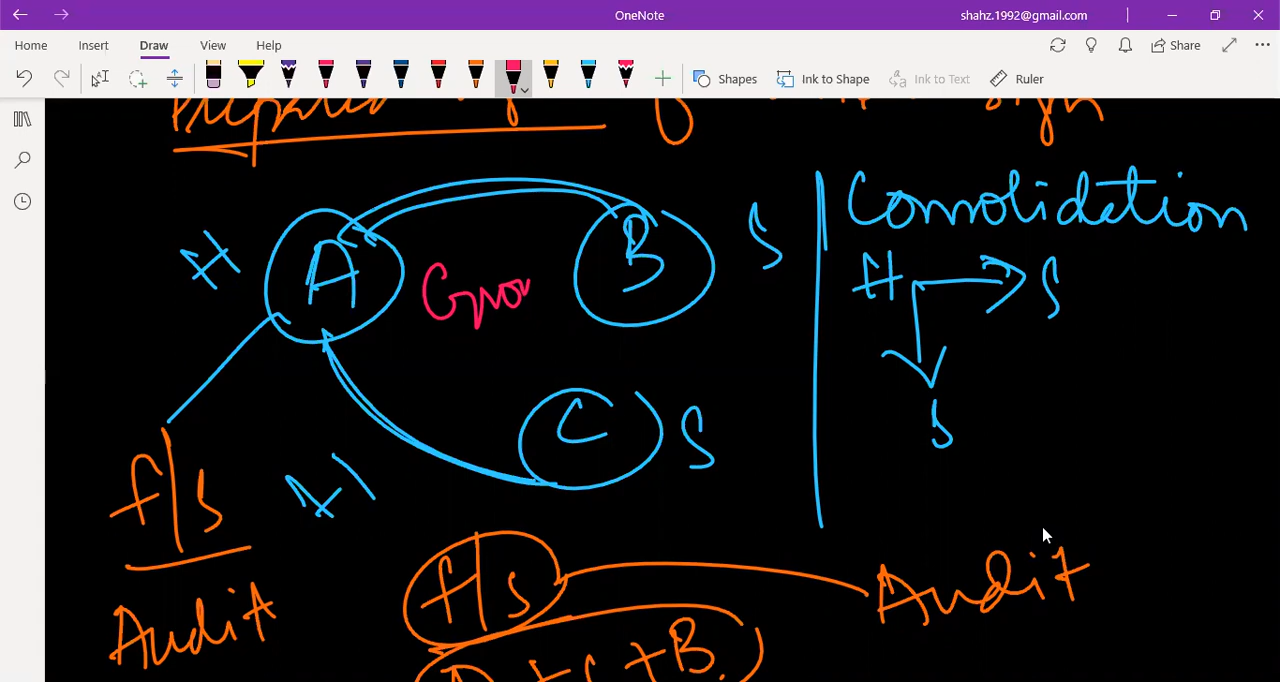 OneNote
shahz.1992@gmail.com
Home Insert Draw View Help
Share
Shapes Ink to Shape Ink to Text Ruler
Consolidation
H A B S
Gro
H S
S
C S
H
f/s
Audit
f/s Audit
+C+B